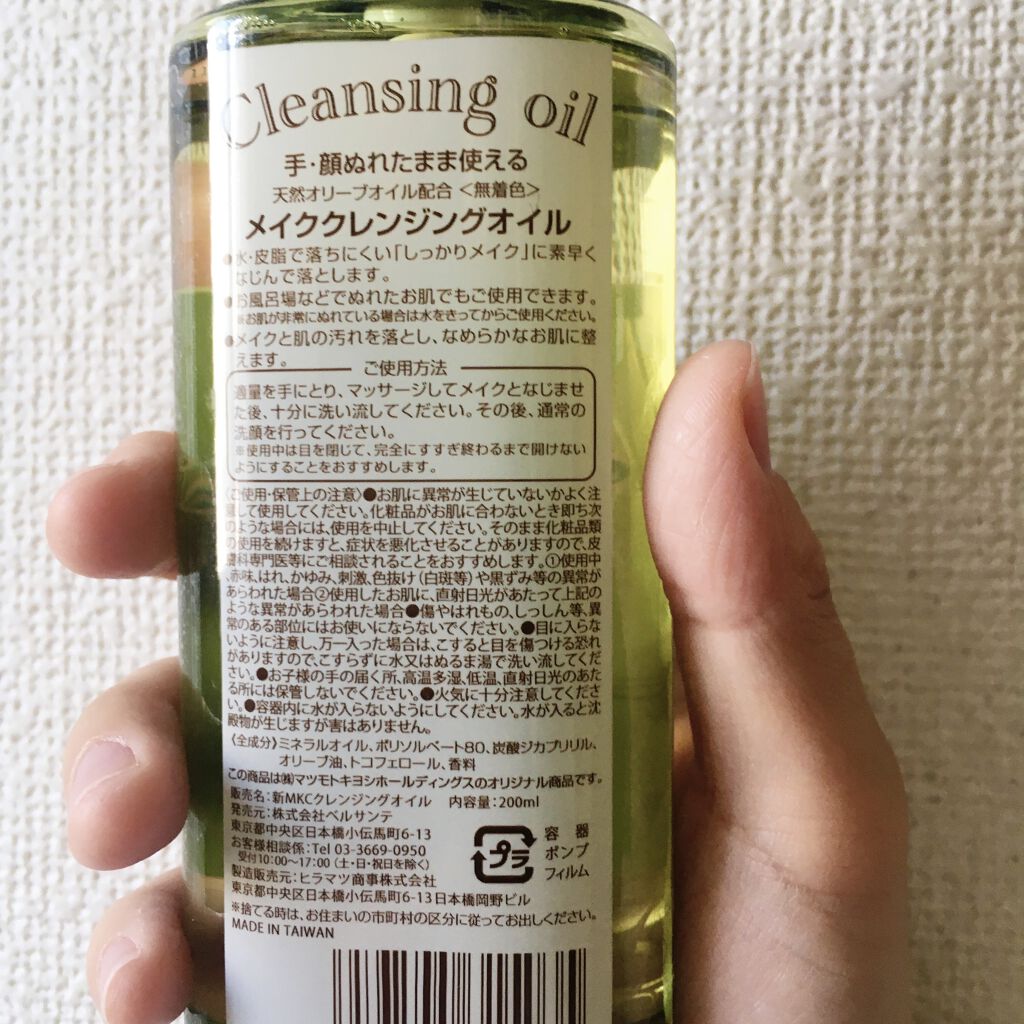 Cleansing oil
手・顔ぬれたまま使える
天然オリーブオイル配合〈無着色〉
メイククレンジングオイル
●水・皮脂で落ちにくい「しっかりメイク」に素早く
なじんで落とします。
●お風呂場などでぬれたお肌でもご使用できます。
※お肌が非常にぬれている場合は水をきってからご使用ください。
●メイクと肌の汚れを落とし、なめらかなお肌に整
えます。
ご使用方法
適量を手にとり、マッサージしてメイクとなじませ
た後、十分に洗い流してください。その後、通常の
洗顔を行ってください。
※使用中は目を閉じて、完全にすすぎ終わるまで開けない
ようにすることをおすすめします。
〈ご使用・保管上の注意〉●お肌に異常が生じていないかよく注
意して使用してください。化粧品がお肌に合わないとき即ち次
のような場合には、使用を中止してください。そのまま化粧品類
の使用を続けますと、症状を悪化させることがありますので、皮
膚科専門医等にご相談されることをおすすめします。①使用中、
赤味、はれ、かゆみ、刺激、色抜け(白斑等)や黒ずみ等の異常が
あらわれた場合②使用したお肌に、直射日光があたって上記の
ような異常があらわれた場合●傷やはれもの、しっしん等、異
常のある部位にはお使いにならないでください。●目に入らな
いように注意し、万一入った場合は、こすると目を傷つける恐れ
がありますので、こすらずに水又はぬるま湯で洗い流してくだ
さい。●お子様の手の届く所、高温多湿、低温、直射日光のあた
る所には保管しないでください。●火気に十分注意してくださ
い。●容器内に水が入らないようにしてください。水が入ると沈
殿物が生じますが害はありません。
《全成分》ミネラルオイル、ポリソルベート80、炭酸ジカプリリル、
オリーブ油、トコフェロール、香料
この商品は㈱マツモトキヨシホールディングスのオリジナル商品です。
販売名:新MKCクレンジングオイル 内容量:200ml
発売元:株式会社ベルサンテ
東京都中央区日本橋小伝馬町6-13
お客様相談係:Tel 03-3669-0950
受付10:00〜17:00(土・日・祝日を除く)
製造販売元:ヒラマツ商事株式会社
東京都中央区日本橋小伝馬町6-13日本橋岡野ビル
プラ
容器
ポンプ
フィルム
※捨てる時は、お住まいの市町村の区分に従ってお出しください。
MADE IN TAIWAN